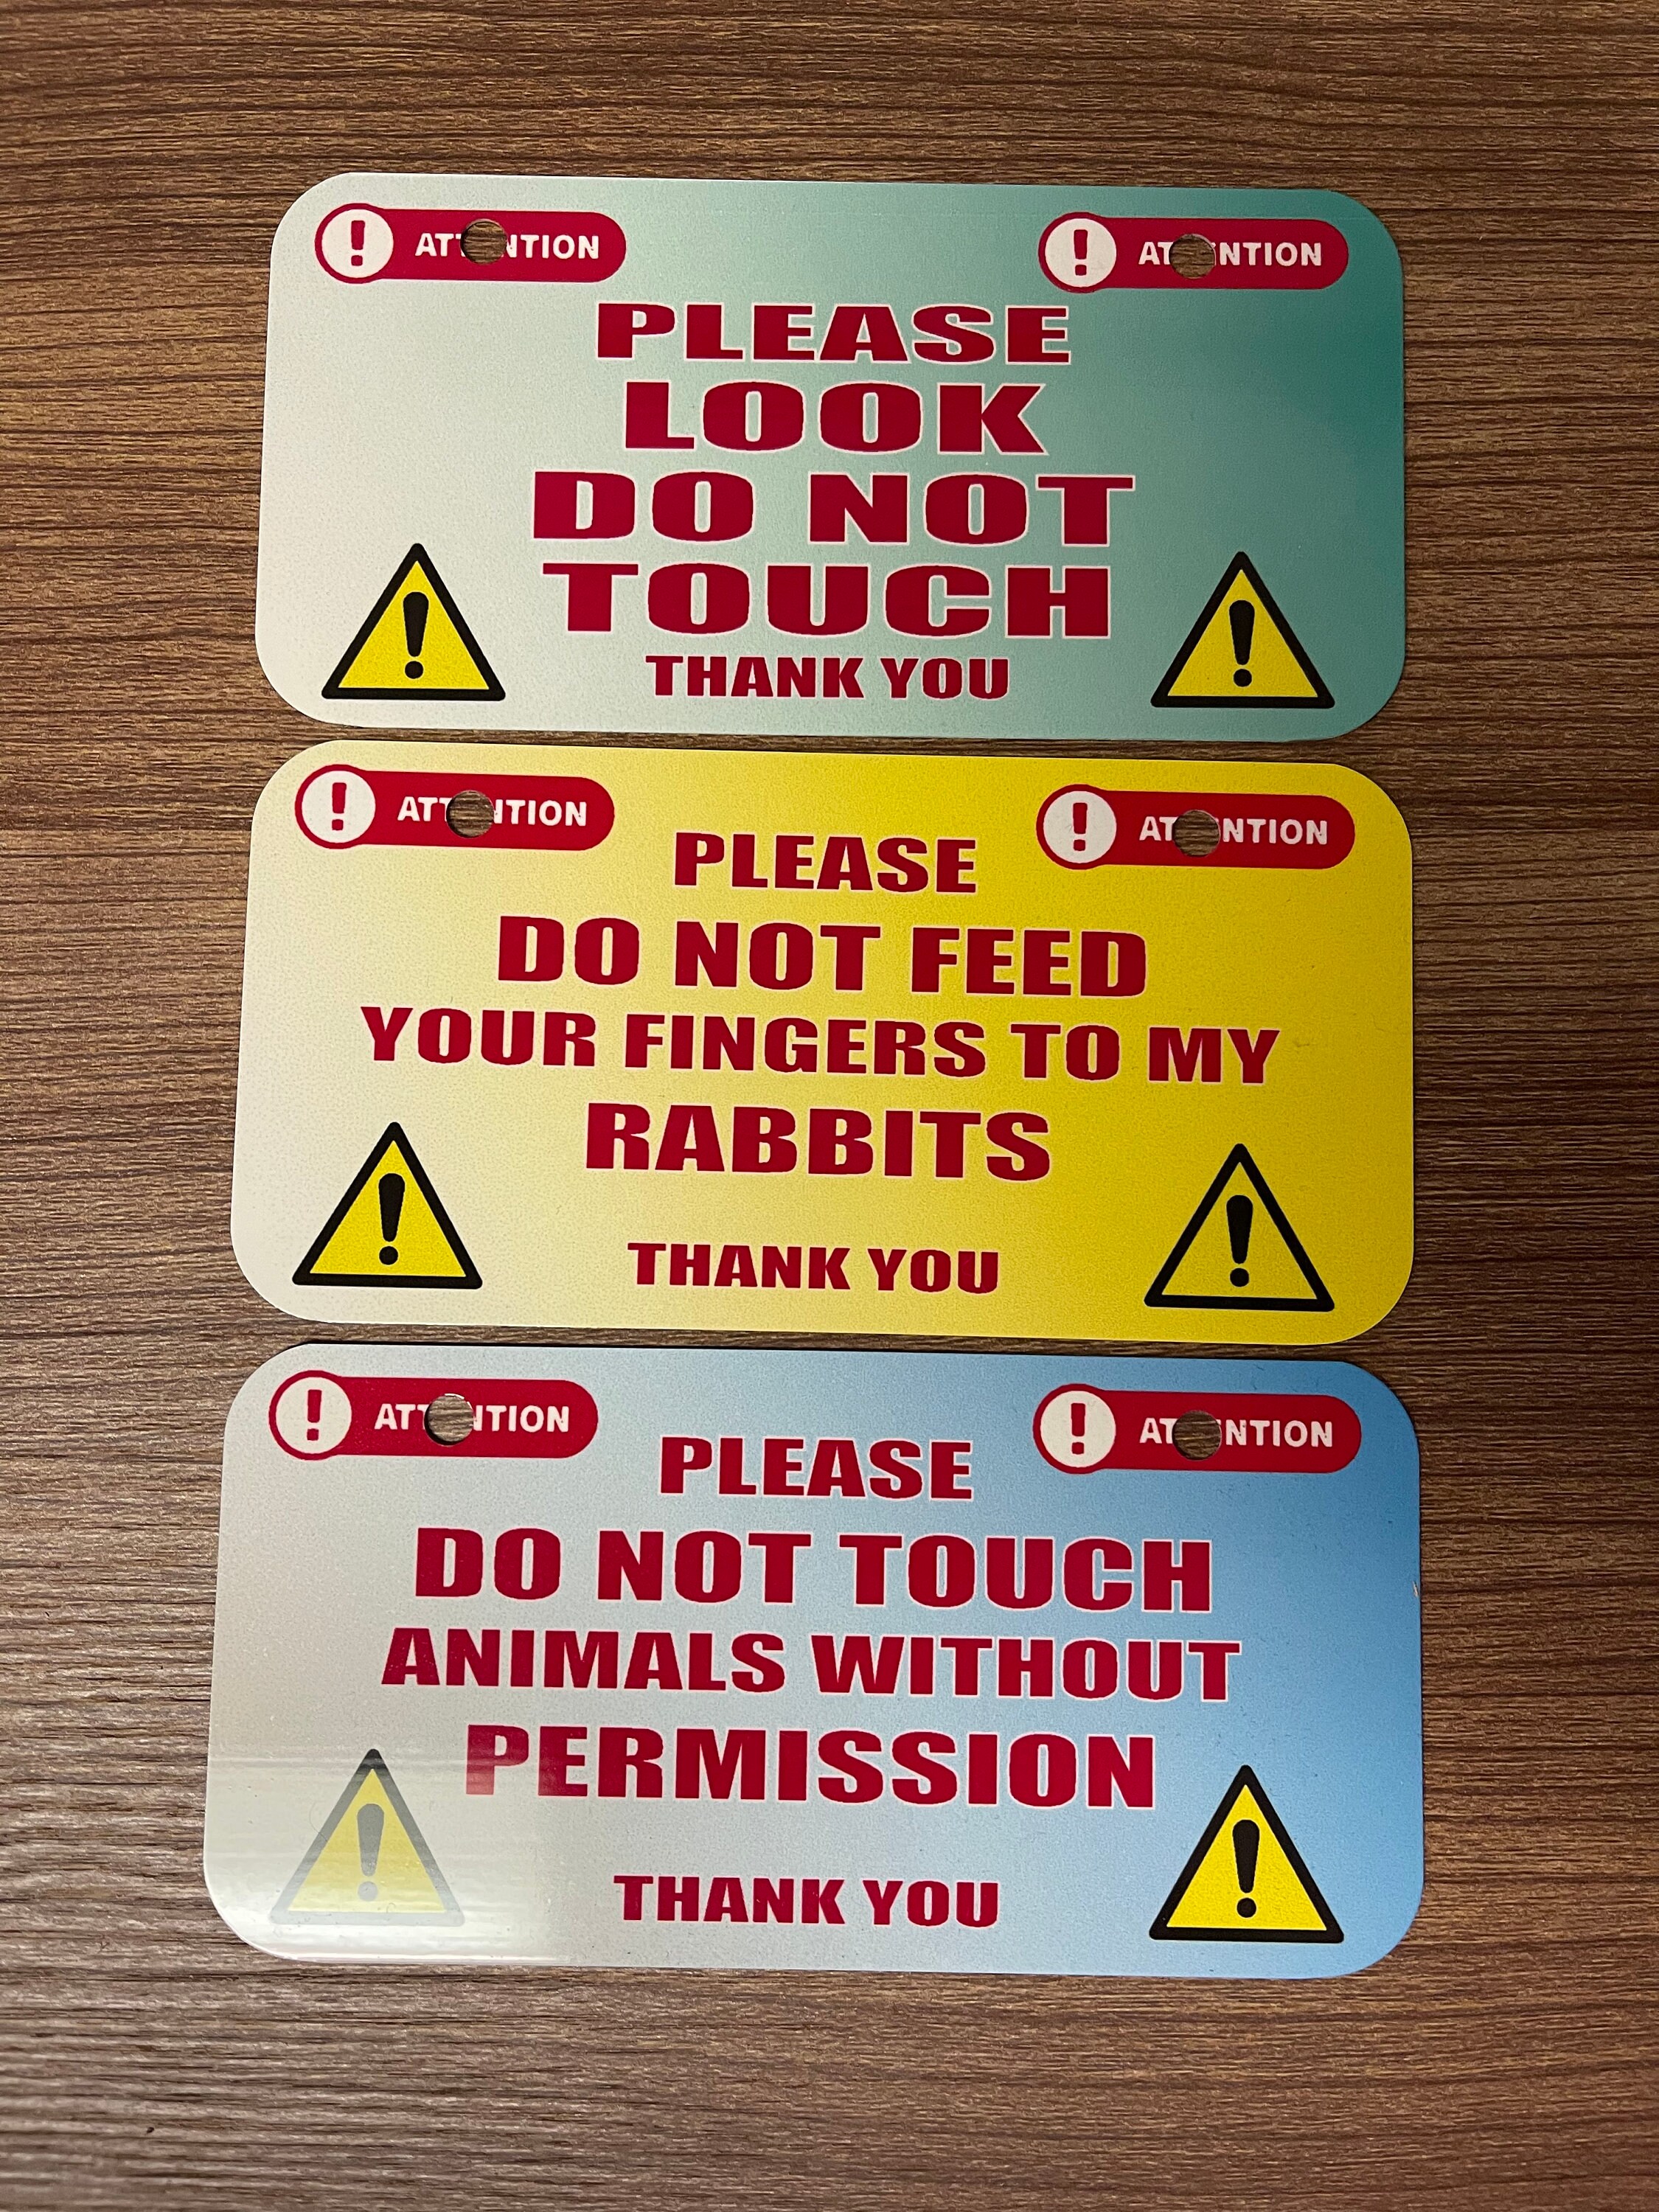 ATTENTION ATTENTION
PLEASE
LOOK
DO NOT
TOUCH
THANK YOU
ATTENTION ATTENTION
PLEASE
DO NOT FEED
YOUR FINGERS TO MY
RABBITS
THANK YOU
ATTENTION ATTENTION
PLEASE
DO NOT TOUCH
ANIMALS WITHOUT
PERMISSION
THANK YOU